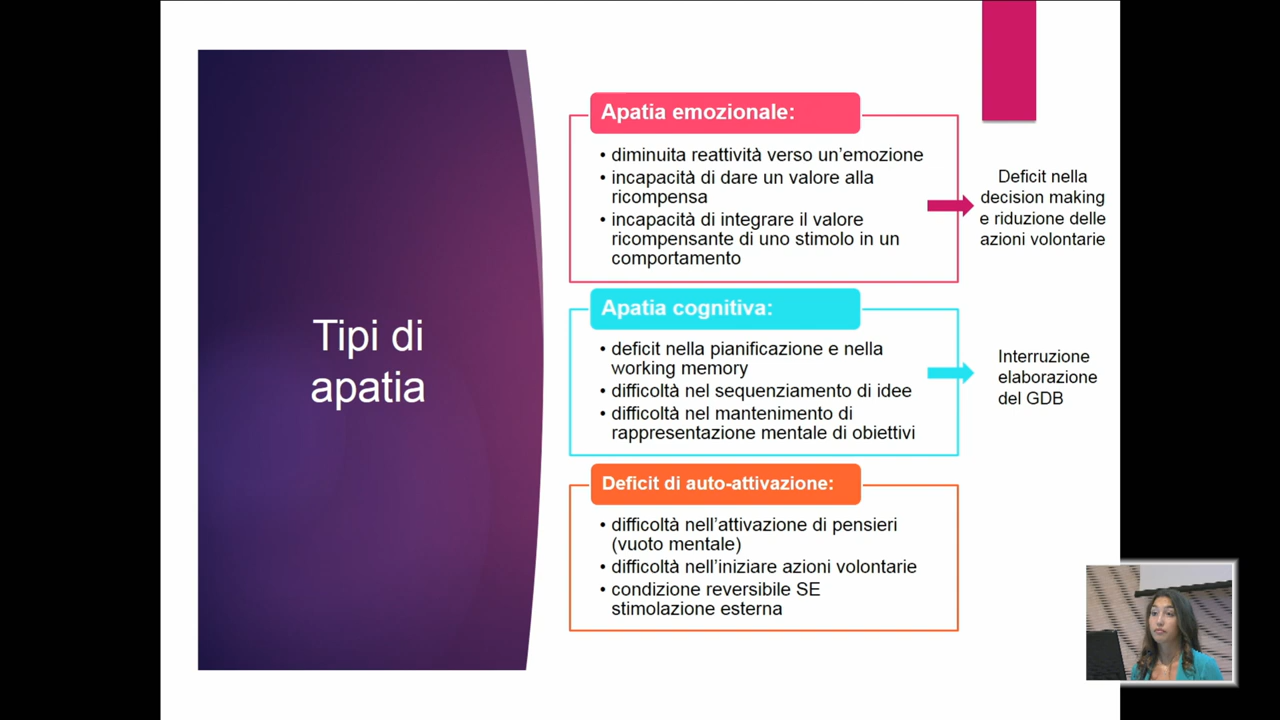 Tipi di
apatia
Apatia emozionale:
• diminuita reattività verso un’emozione
• incapacità di dare un valore alla
ricompensa
• incapacità di integrare il valore
ricompensante di uno stimolo in un
comportamento
Deficit nella
decision making
e riduzione delle
azioni volontarie
Apatia cognitiva:
• deficit nella pianificazione e nella
working memory
• difficoltà nel sequenziamento di idee
• difficoltà nel mantenimento di
rappresentazione mentale di obiettivi
Interruzione
elaborazione
del GDB
Deficit di auto-attivazione:
• difficoltà nell’attivazione di pensieri
(vuoto mentale)
• difficoltà nell’iniziare azioni volontarie
• condizione reversibile SE
stimolazione esterna